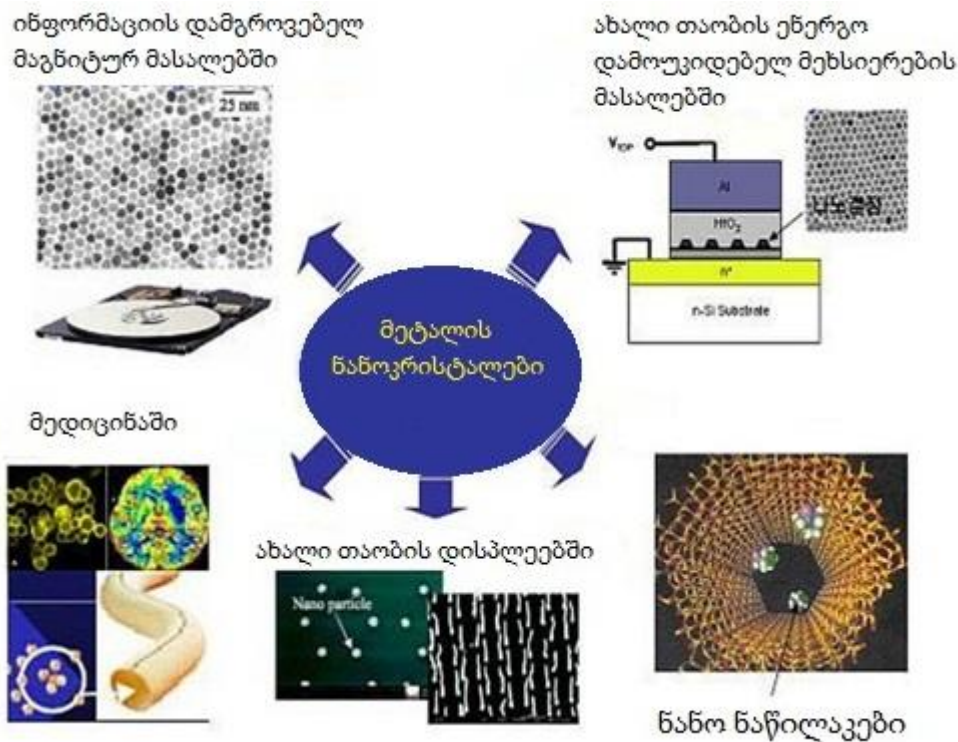 ინფორმაციის დამგროვებელ
მაგნიტურ მასალებში
25 nm
ახალი თაობის ენერგო
დამოუკიდებელ მეხსიერების
მასალებში
V
Al
HfO₂
n⁺
n-Si Substrate
მეტალის
ნანოკრისტალები
მედიცინაში
ახალი თაობის დისპლეებში
Nano particle
ნანო ნაწილაკები